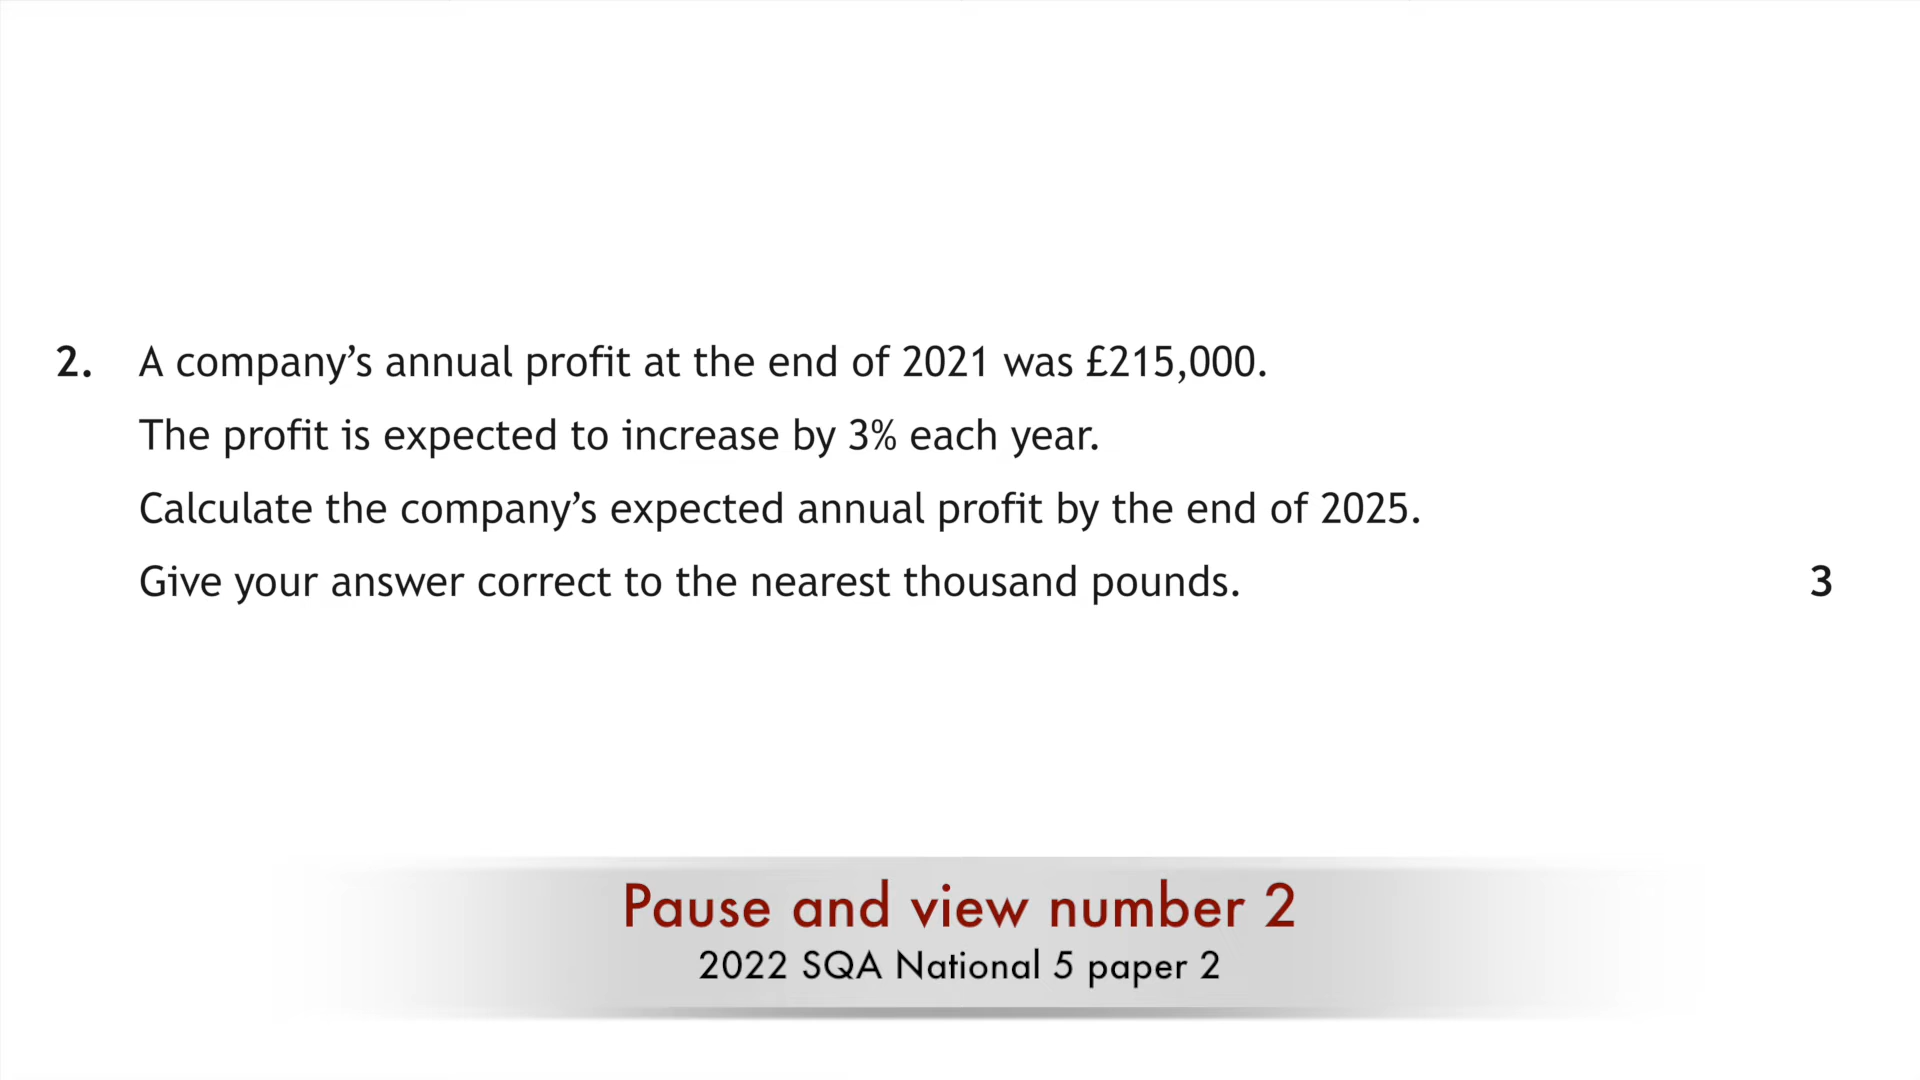 2. A company’s annual profit at the end of 2021 was £215,000.
The profit is expected to increase by 3% each year.
Calculate the company’s expected annual profit by the end of 2025.
Give your answer correct to the nearest thousand pounds. 3
Pause and view number 2
2022 SQA National 5 paper 2